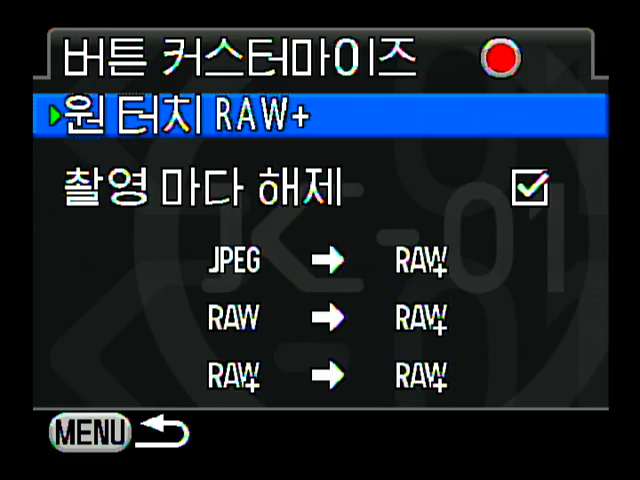 버튼 커스터마이즈
원 터치 RAW+
촬영 마다 해제
JPEG RAW+
RAW RAW+
RAW+ RAW+
MENU
K-01